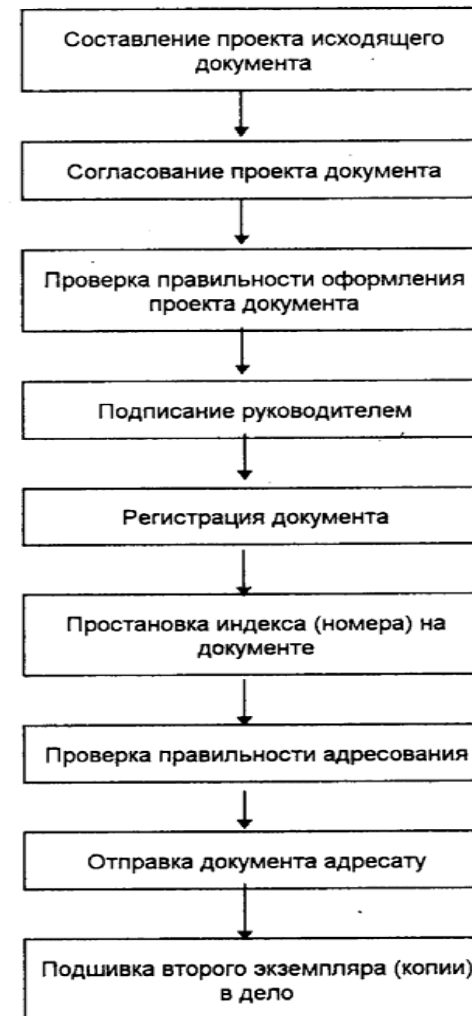 Составление проекта исходящего
документа
Согласование проекта документа
Проверка правильности оформления
проекта документа
Подписание руководителем
Регистрация документа
Простановка индекса (номера) на
документе
Проверка правильности адресования
Отправка документа адресату
Подшивка второго экземпляра (копии)
в дело